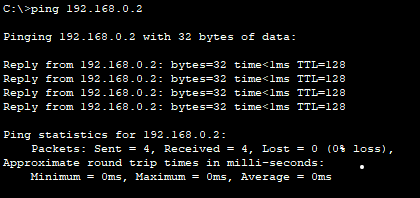 C:\>ping 192.168.0.2
Pinging 192.168.0.2 with 32 bytes of data:
Reply from 192.168.0.2: bytes=32 time<1ms TTL=128
Reply from 192.168.0.2: bytes=32 time<1ms TTL=128
Reply from 192.168.0.2: bytes=32 time<1ms TTL=128
Reply from 192.168.0.2: bytes=32 time<1ms TTL=128
Ping statistics for 192.168.0.2:
Packets: Sent = 4, Received = 4, Lost = 0 (0% loss),
Approximate round trip times in milli-seconds:
Minimum = 0ms, Maximum = 0ms, Average = 0ms